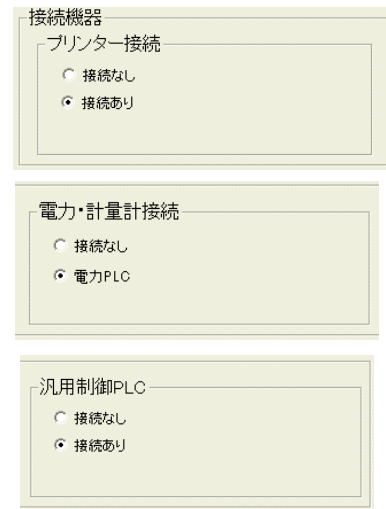 接続機器
プリンター接続
接続なし
接続あり
電力・計量計接続
接続なし
電力PLC
汎用制御PLC
接続なし
接続あり